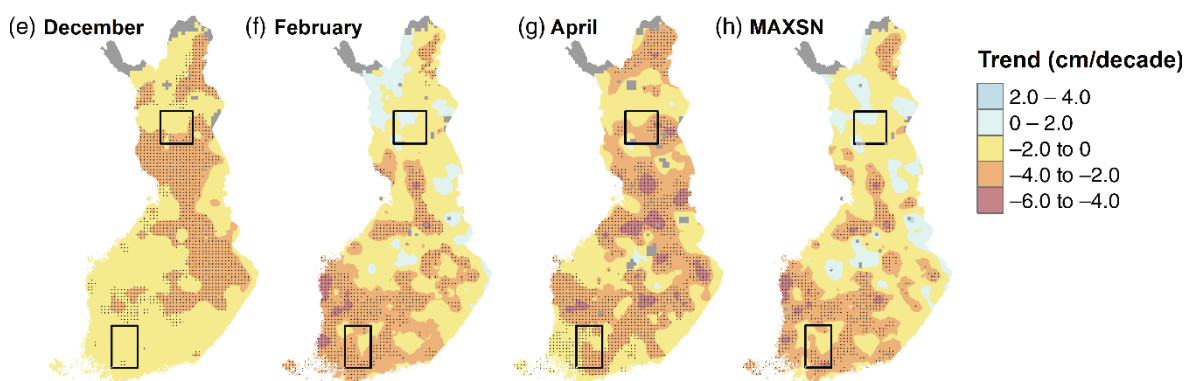 (e) December
(f) February
(g) April
(h) MAXSN
Trend (cm/decade)
2.0 – 4.0
0 – 2.0
−2.0 to 0
−4.0 to −2.0
−6.0 to −4.0